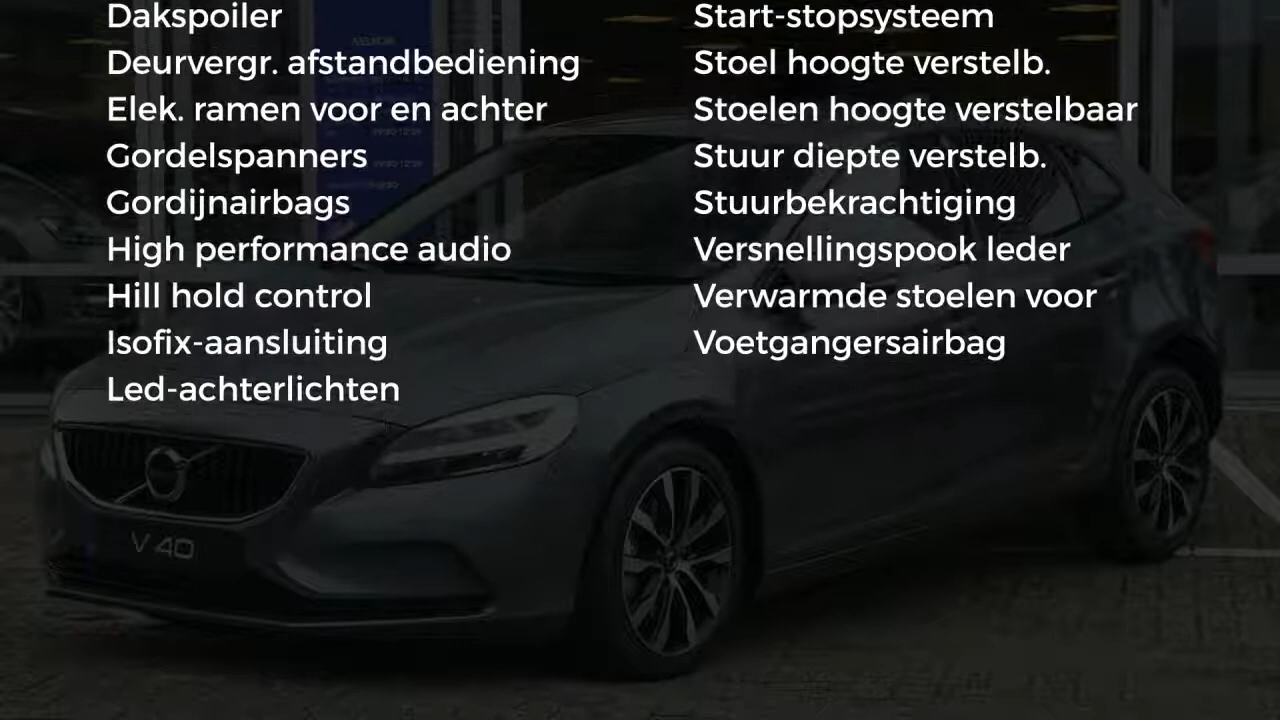 Dakspoiler
Deurvergr. afstandbediening
Elek. ramen voor en achter
Gordelspanners
Gordijnairbags
High performance audio
Hill hold control
Isofix-aansluiting
Led-achterlichten
Start-stopsysteem
Stoel hoogte verstelb.
Stoelen hoogte verstelbaar
Stuur diepte verstelb.
Stuurbekrachtiging
Versnellingspook leder
Verwarmde stoelen voor
Voetgangersairbag
V 40